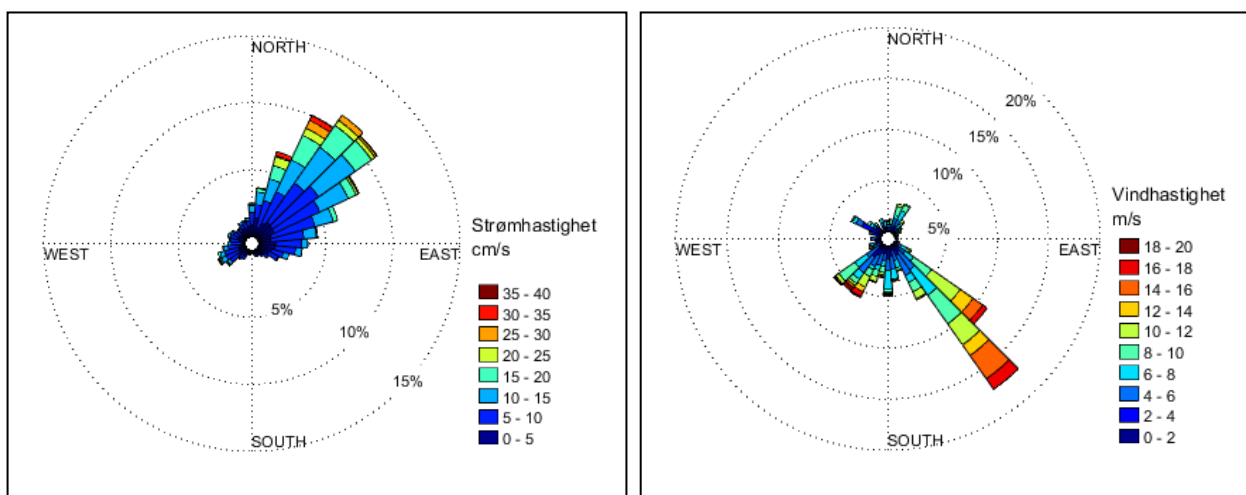 NORTH
WEST
EAST
SOUTH
5%
10%
15%
Strømhastighet
cm/s
35 - 40
30 - 35
25 - 30
20 - 25
15 - 20
10 - 15
5 - 10
0 - 5
NORTH
WEST
EAST
SOUTH
20%
15%
10%
5%
Vindhastighet
m/s
18 - 20
16 - 18
14 - 16
12 - 14
10 - 12
8 - 10
6 - 8
4 - 6
2 - 4
0 - 2